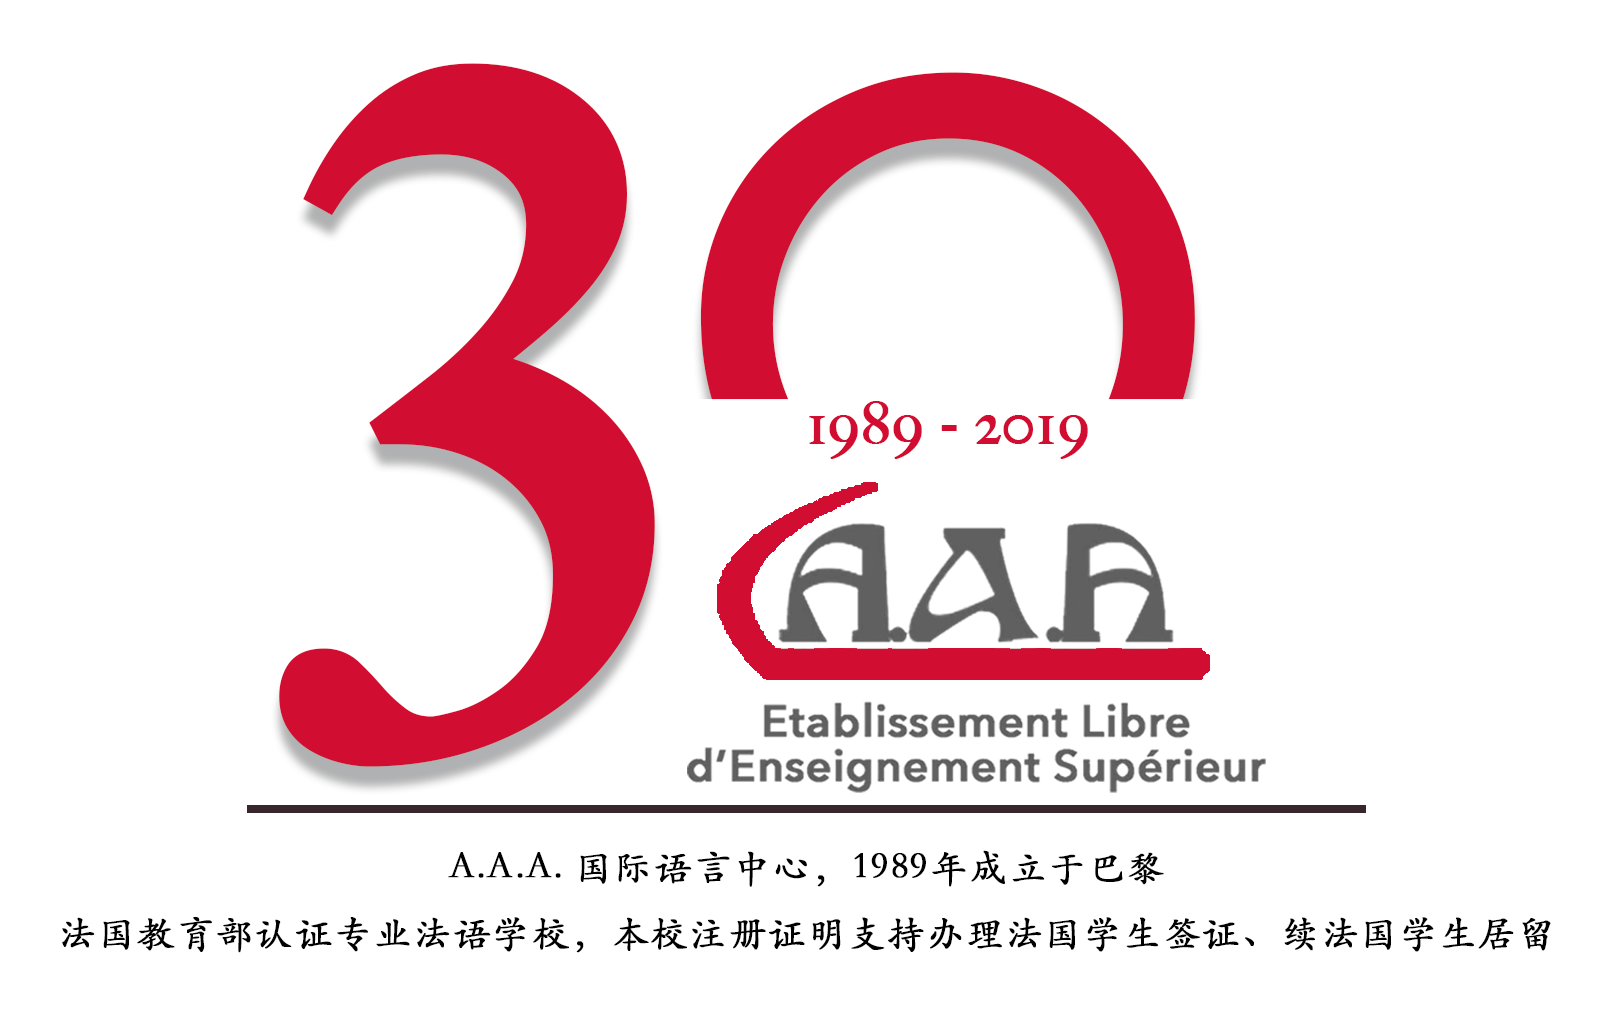 30
1989 - 2019
A.A.A
Etablissement Libre
d'Enseignement Supérieur
A.A.A. 国际语言中心，1989年成立于巴黎
法国教育部认证专业法语学校，本校注册证明支持办理法国学生签证、续法国学生居留